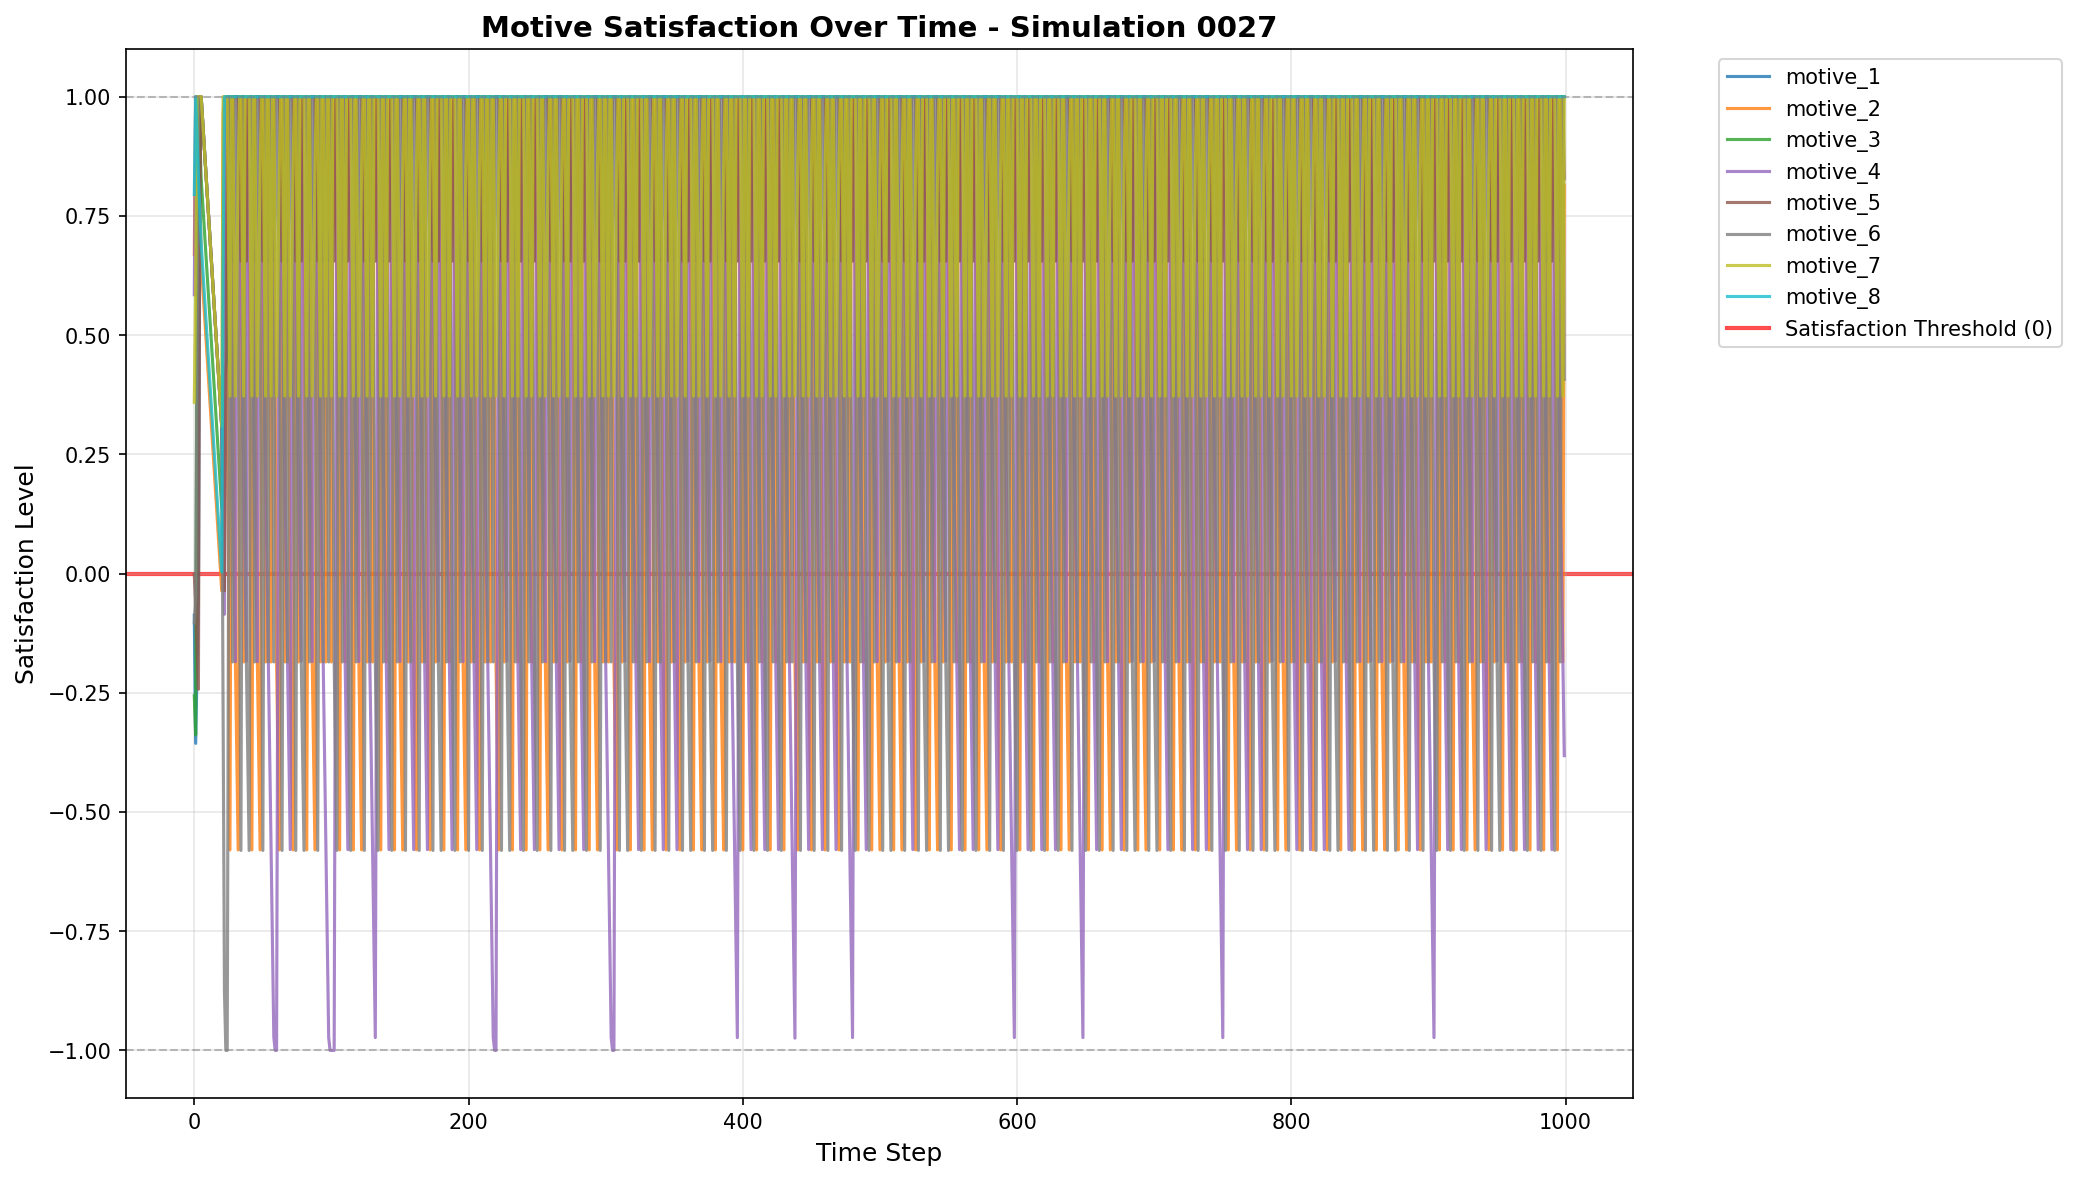 Motive Satisfaction Over Time - Simulation 0027
1.00
0.75
0.50
0.25
0.00
−0.25
−0.50
−0.75
−1.00
Satisfaction Level
0
200
400
600
800
1000
Time Step
motive_1
motive_2
motive_3
motive_4
motive_5
motive_6
motive_7
motive_8
Satisfaction Threshold (0)